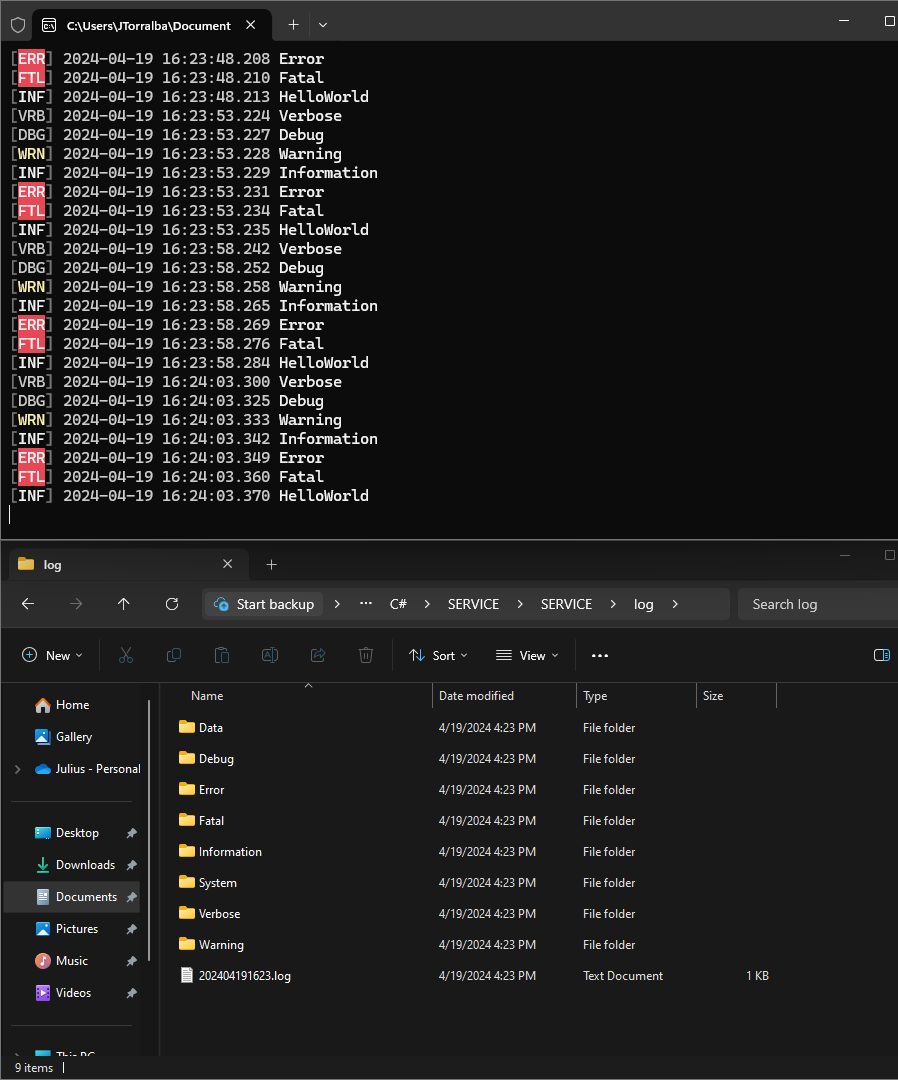 C:\Users\JTorralba\Document
[ERR] 2024-04-19 16:23:48.208 Error
[FTL] 2024-04-19 16:23:48.210 Fatal
[INF] 2024-04-19 16:23:48.213 HelloWorld
[VRB] 2024-04-19 16:23:53.224 Verbose
[DBG] 2024-04-19 16:23:53.227 Debug
[WRN] 2024-04-19 16:23:53.228 Warning
[INF] 2024-04-19 16:23:53.229 Information
[ERR] 2024-04-19 16:23:53.231 Error
[FTL] 2024-04-19 16:23:53.234 Fatal
[INF] 2024-04-19 16:23:53.235 HelloWorld
[VRB] 2024-04-19 16:23:58.242 Verbose
[DBG] 2024-04-19 16:23:58.252 Debug
[WRN] 2024-04-19 16:23:58.258 Warning
[INF] 2024-04-19 16:23:58.265 Information
[ERR] 2024-04-19 16:23:58.269 Error
[FTL] 2024-04-19 16:23:58.276 Fatal
[INF] 2024-04-19 16:23:58.284 HelloWorld
[VRB] 2024-04-19 16:24:03.300 Verbose
[DBG] 2024-04-19 16:24:03.325 Debug
[WRN] 2024-04-19 16:24:03.333 Warning
[INF] 2024-04-19 16:24:03.342 Information
[ERR] 2024-04-19 16:24:03.349 Error
[FTL] 2024-04-19 16:24:03.360 Fatal
[INF] 2024-04-19 16:24:03.370 HelloWorld
log
Start backup > ... C# > SERVICE > SERVICE > log > Search log
New Sort View ...
Name Date modified Type Size
Home
Gallery
Julius - Personal
Desktop
Downloads
Documents
Pictures
Music
Videos
This PC
Data 4/19/2024 4:23 PM File folder
Debug 4/19/2024 4:23 PM File folder
Error 4/19/2024 4:23 PM File folder
Fatal 4/19/2024 4:23 PM File folder
Information 4/19/2024 4:23 PM File folder
System 4/19/2024 4:23 PM File folder
Verbose 4/19/2024 4:23 PM File folder
Warning 4/19/2024 4:23 PM File folder
202404191623.log 4/19/2024 4:23 PM Text Document 1 KB
9 items